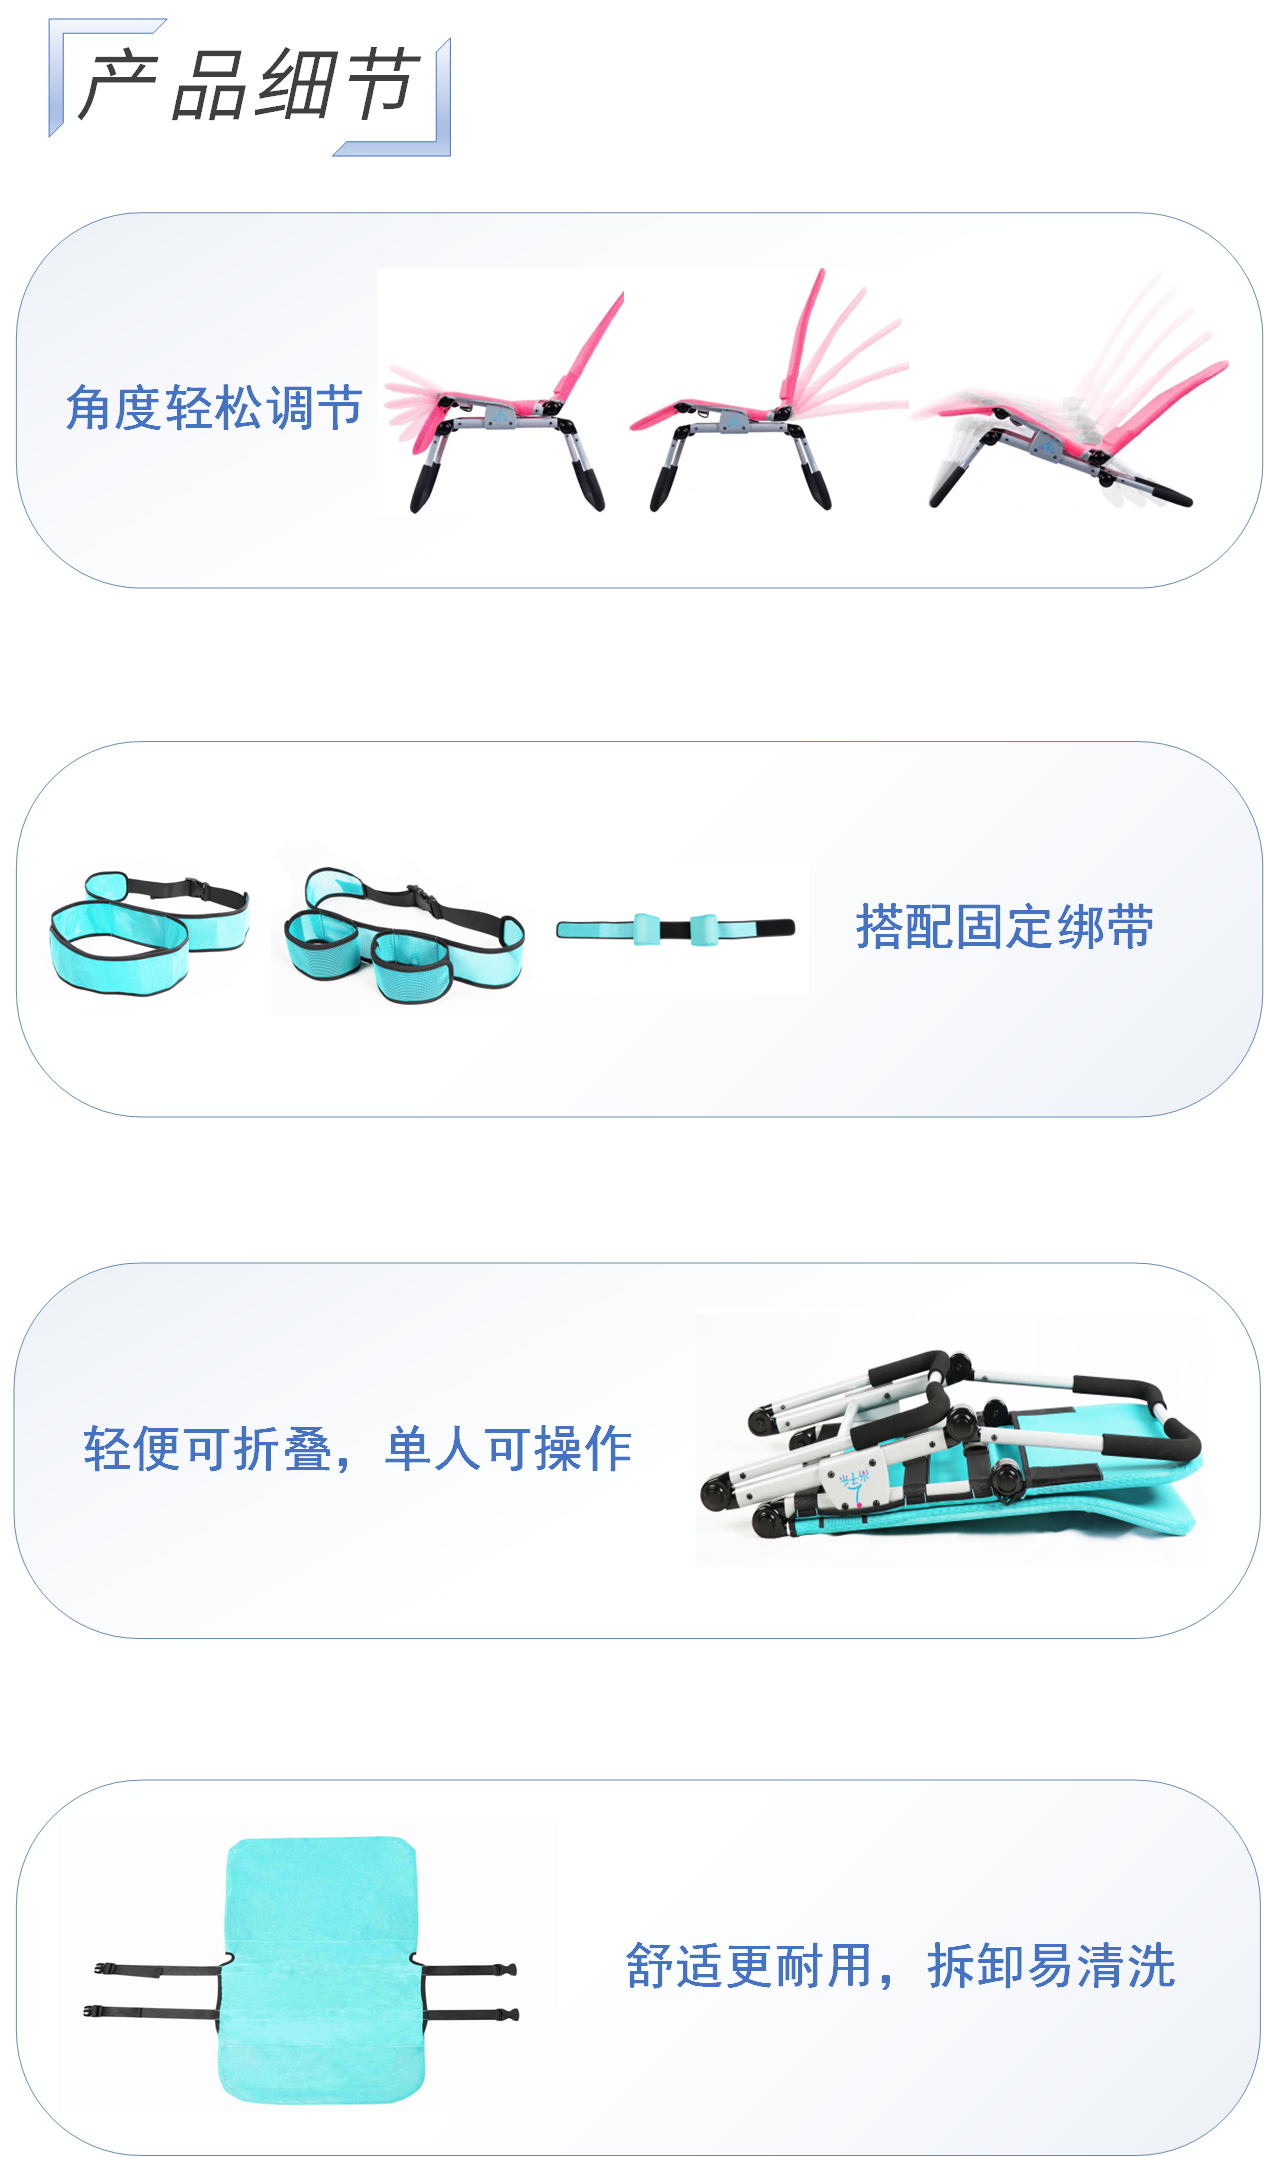 产品细节
角度轻松调节
搭配固定绑带
轻便可折叠，单人可操作
舒适更耐用，拆卸易清洗